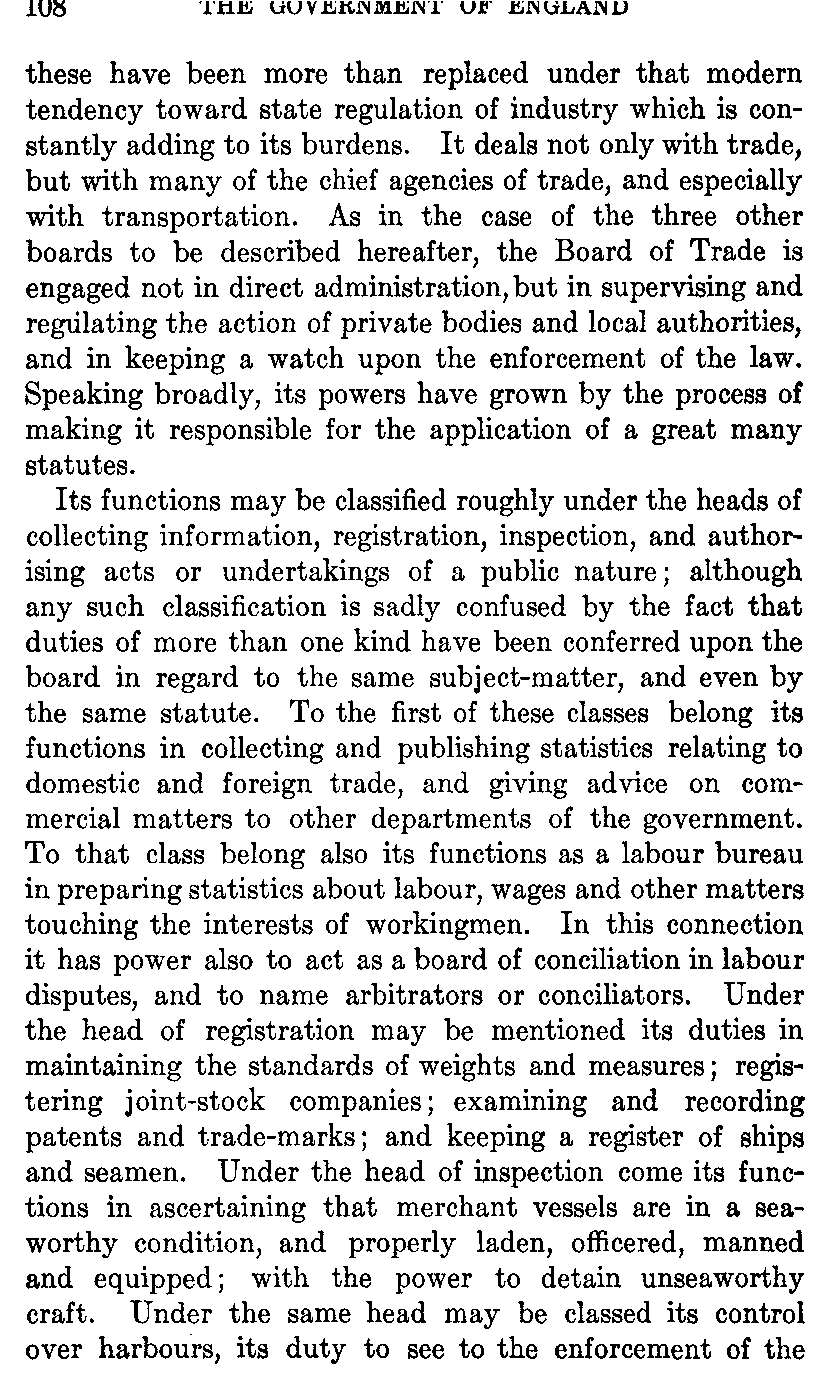 108 THE GOVERNMENT OF ENGLAND
these have been more than replaced under that modern
tendency toward state regulation of industry which is con-
stantly adding to its burdens. It deals not only with trade,
but with many of the chief agencies of trade, and especially
with transportation. As in the case of the three other
boards to be described hereafter, the Board of Trade is
engaged not in direct administration, but in supervising and
regulating the action of private bodies and local authorities,
and in keeping a watch upon the enforcement of the law.
Speaking broadly, its powers have grown by the process of
making it responsible for the application of a great many
statutes.
Its functions may be classified roughly under the heads of
collecting information, registration, inspection, and author-
ising acts or undertakings of a public nature; although
any such classification is sadly confused by the fact that
duties of more than one kind have been conferred upon the
board in regard to the same subject-matter, and even by
the same statute. To the first of these classes belong its
functions in collecting and publishing statistics relating to
domestic and foreign trade, and giving advice on com-
mercial matters to other departments of the government.
To that class belong also its functions as a labour bureau
in preparing statistics about labour, wages and other matters
touching the interests of workingmen. In this connection
it has power also to act as a board of conciliation in labour
disputes, and to name arbitrators or conciliators. Under
the head of registration may be mentioned its duties in
maintaining the standards of weights and measures; regis-
tering joint-stock companies; examining and recording
patents and trade-marks; and keeping a register of ships
and seamen. Under the head of inspection come its func-
tions in ascertaining that merchant vessels are in a sea-
worthy condition, and properly laden, officered, manned
and equipped; with the power to detain unseaworthy
craft. Under the same head may be classed its control
over harbours, its duty to see to the enforcement of the